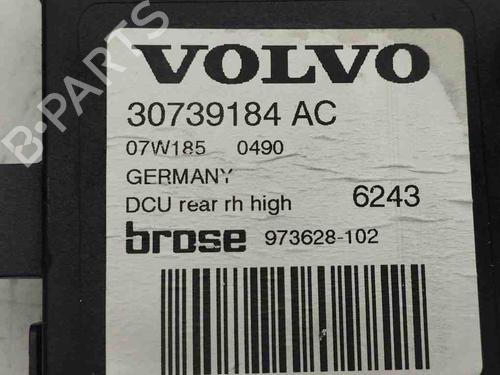 VOLVO
30739184 AC
07W185 0490
GERMANY
DCU rear rh high 6243
brose 973628-102
B-PARTS